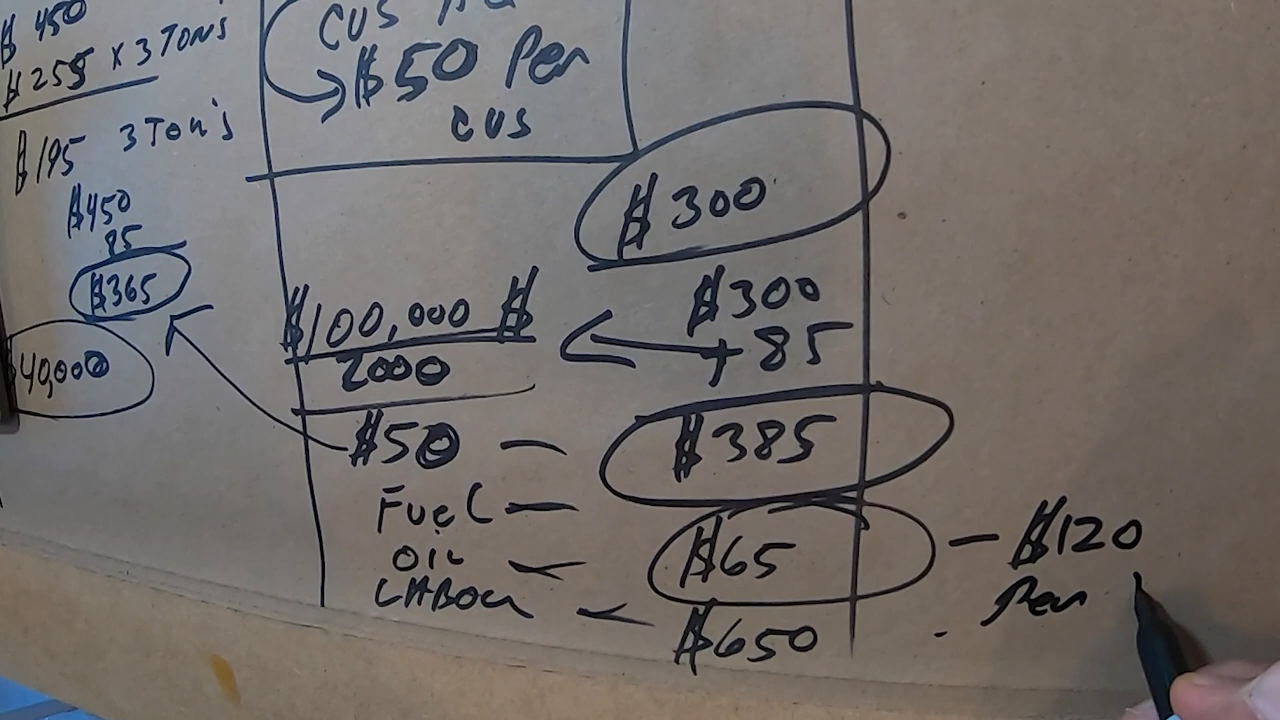 $ 450
$255 X 3 TONS
$195 3 TONS
$450
85
$365
40,000
CUS
$50 Per
CUS
$300
$300
$100,000 $
+ 85
2000
$50 — $385
FUEL — $65 — $120
OIL
Per
LABOR
$650